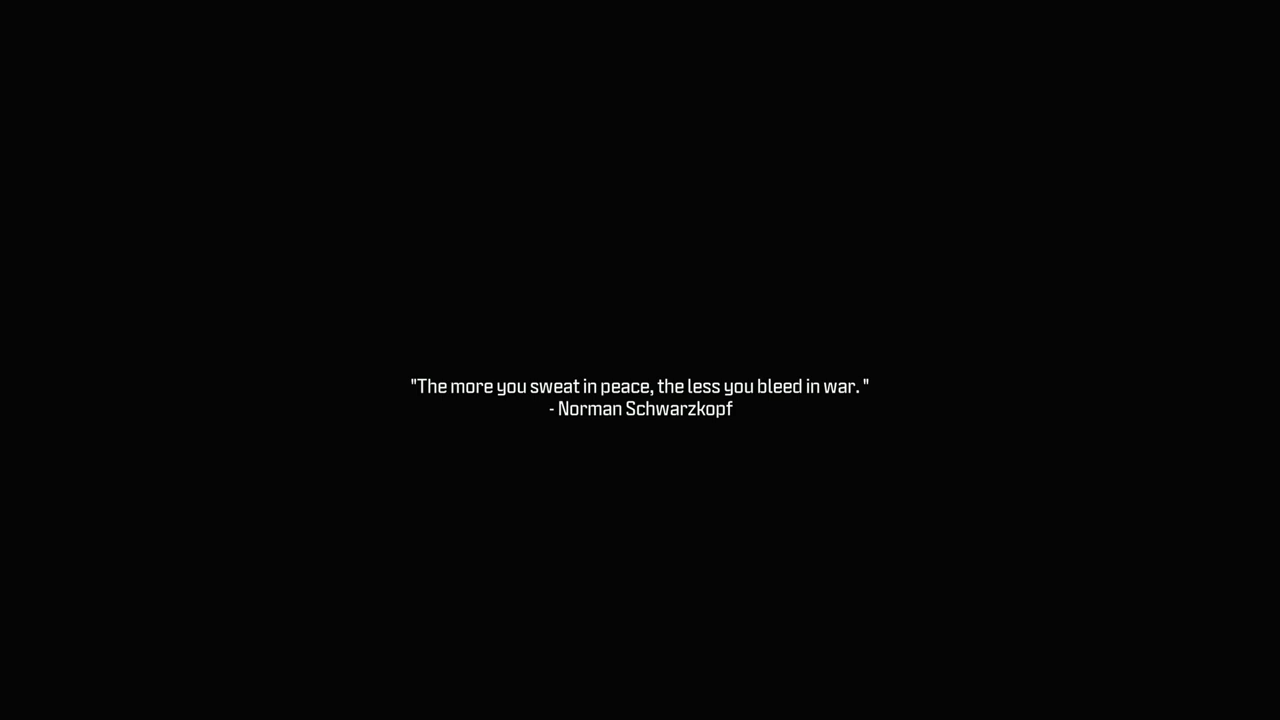 "The more you sweat in peace, the less you bleed in war. "
- Norman Schwarzkopf